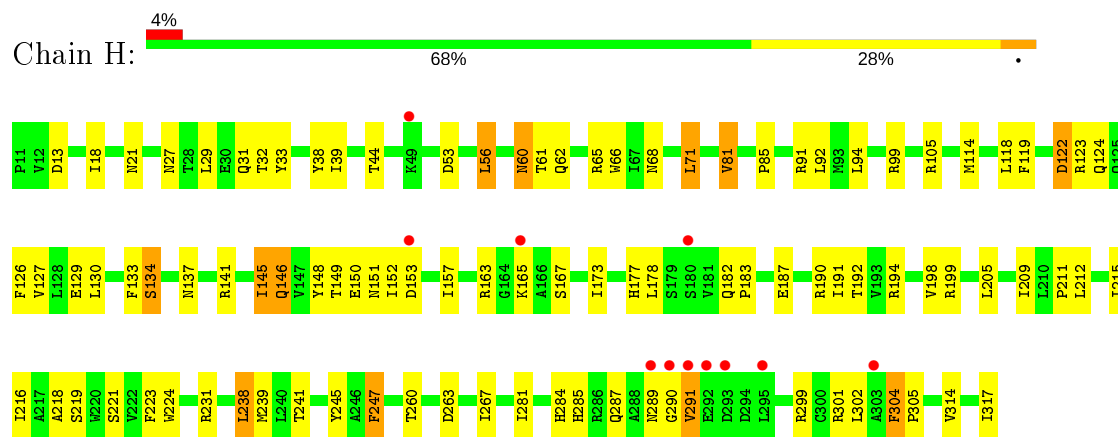 4%
Chain H:
68% 28% •
P11 V12 D13 I18 N21 N27 T28 L29 E30 Q31 T32 Y33 Y38 I39 T44 K49 D53 L56 N60 T61 Q62 R65 W66 I67 N68 L71 V81 P85 R91 L92 M93 L94 R99 R105 M114 L118 F119 D122 R123 Q124
F126 V127 L128 E129 L130 F133 S134 N137 R141 I145 Q146 V147 Y148 T149 E150 N151 I152 D153 I157 R163 G164 K165 A166 S167 I173 H177 L178 S179 S180 V181 Q182 P183 E187 R190 I191 T192 V193 R194 V198 R199 L205 I209 L210 P211 L212 I215
I216 A217 A218 S219 W220 S221 V222 F223 W224 R231 L238 M239 L240 T241 Y245 A246 F247 T260 D263 I267 I281 H284 H285 R286 Q287 A288 N289 G290 V291 E292 D293 D294 L295 R299 C300 R301 L302 A303 F304 P305 V314 I317